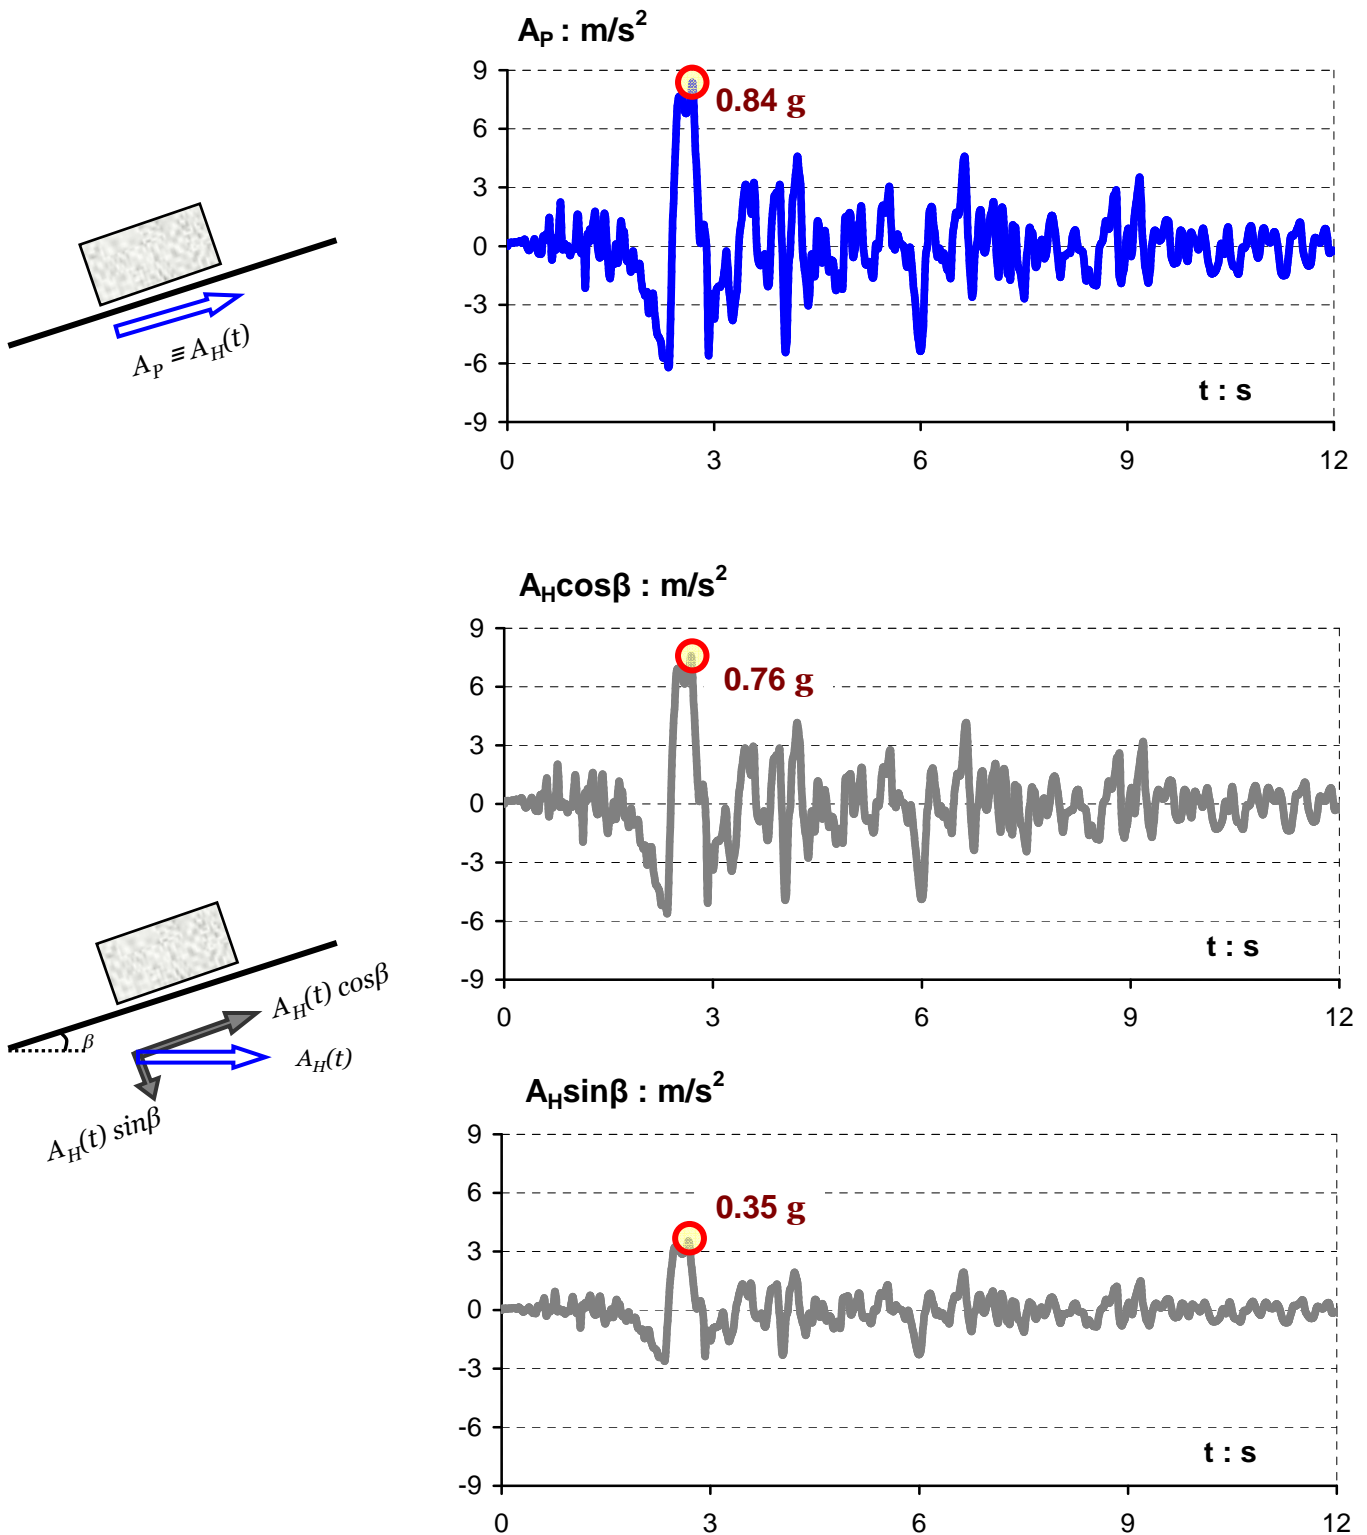 A_P : m/s²
9
0.84 g
6
3
0
-3
-6
t : s
-9
0 3 6 9 12
A_P ≡ A_H(t)
A_Hcosβ : m/s²
9
0.76 g
6
3
0
-3
-6
t : s
-9
0 3 6 9 12
A_H(t) cosβ
β
A_H(t)
A_H(t) sinβ
A_Hsinβ : m/s²
9
6
0.35 g
3
0
-3
-6
t : s
-9
0 3 6 9 12